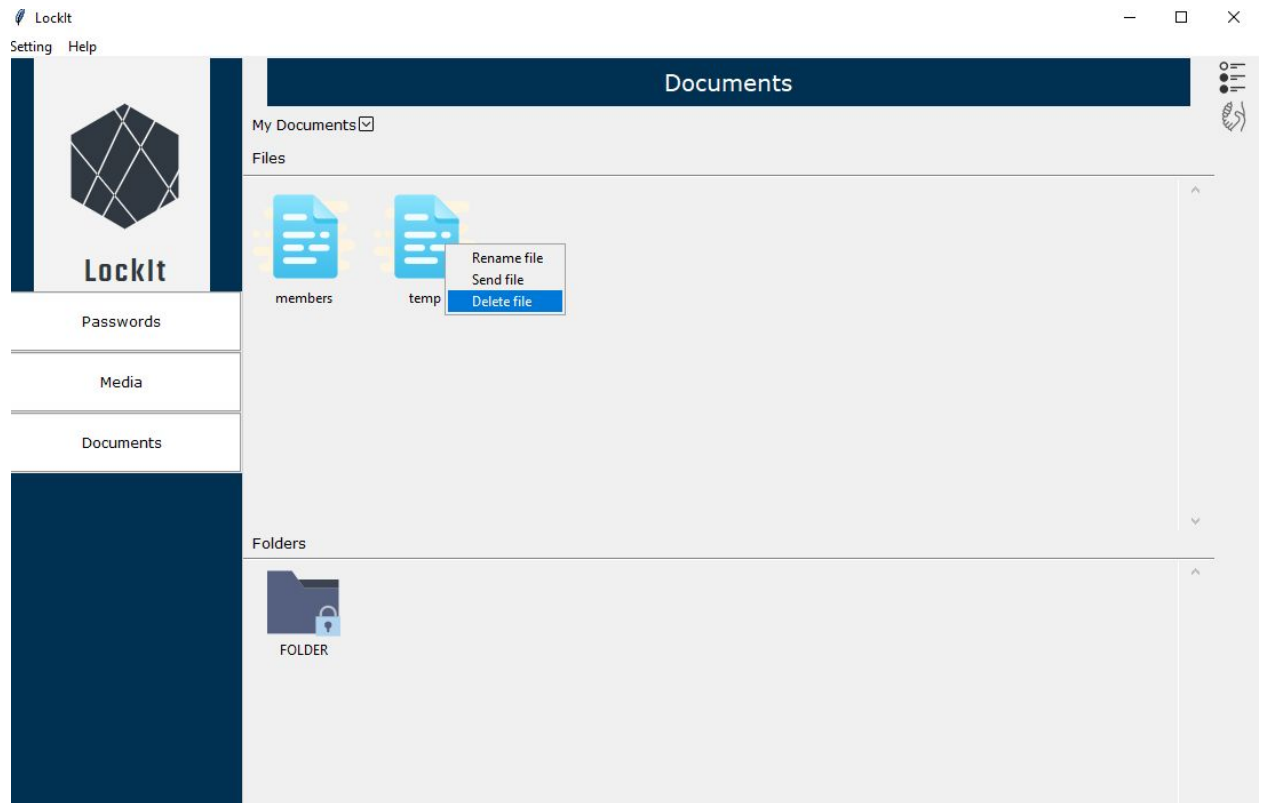 LockIt
Setting Help
Documents
My Documents
Files
LockIt
Passwords
Media
Documents
members
temp
Rename file
Send file
Delete file
Folders
FOLDER